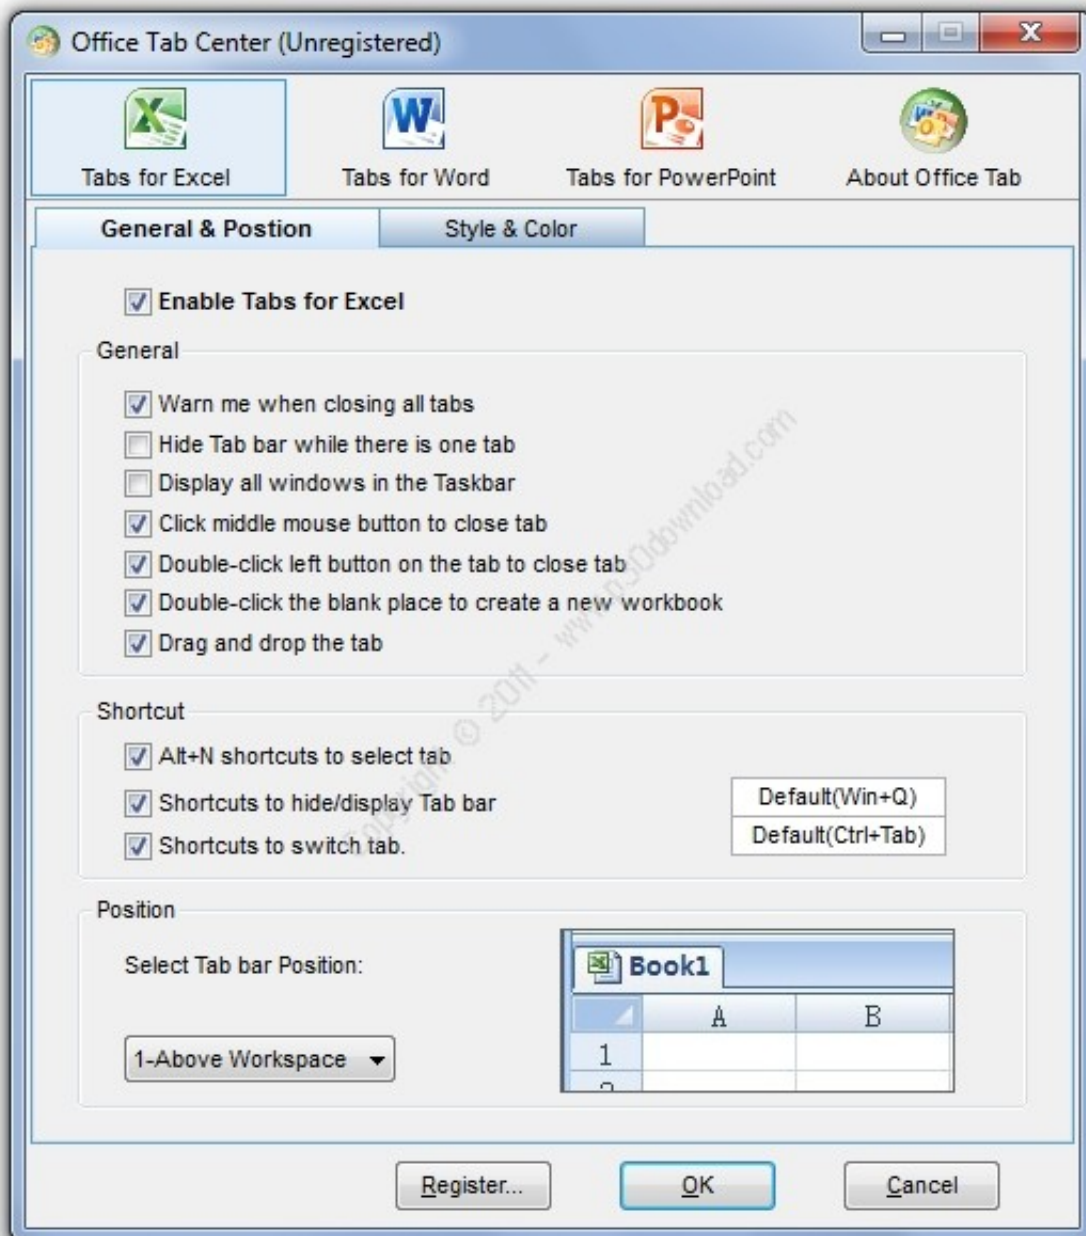 Office Tab Center (Unregistered)
Tabs for Excel
Tabs for Word
Tabs for PowerPoint
About Office Tab
General & Postion
Style & Color
Enable Tabs for Excel
General
Warn me when closing all tabs
Hide Tab bar while there is one tab
Display all windows in the Taskbar
Click middle mouse button to close tab
Double-click left button on the tab to close tab
Double-click the blank place to create a new workbook
Drag and drop the tab
Copyright © 2011 - www.p30download.com
Shortcut
Alt+N shortcuts to select tab
Shortcuts to hide/display Tab bar
Default(Win+Q)
Shortcuts to switch tab.
Default(Ctrl+Tab)
Position
Select Tab bar Position:
1-Above Workspace
Book1
A B
1
Register...
OK
Cancel